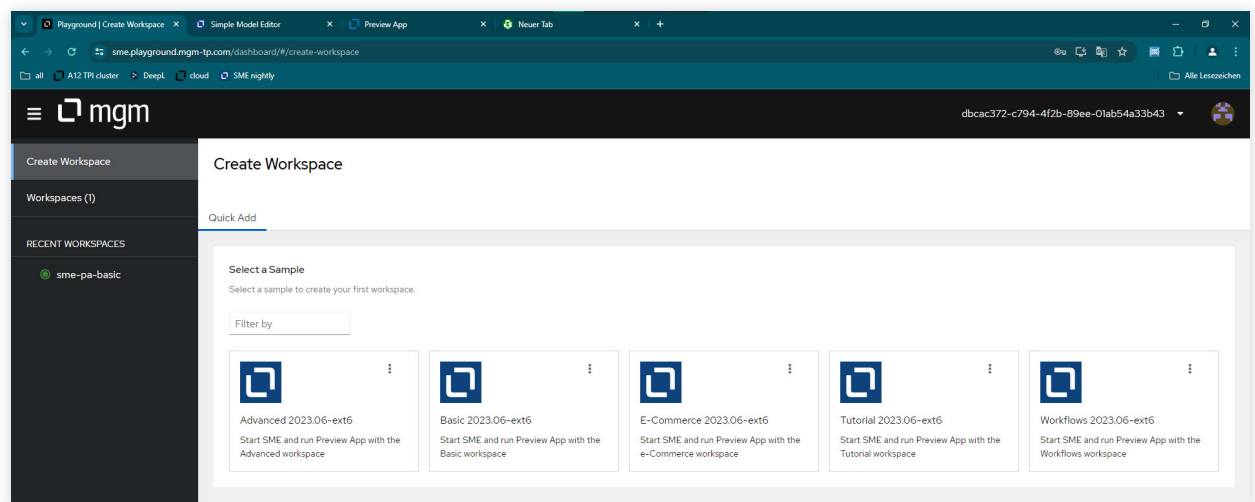 Playground | Create Workspace
Simple Model Editor
Preview App
Neuer Tab
sme.playground.mgm-tp.com/dashboard/#/create-workspace
all
A12 TPI cluster
DeepL
cloud
SME nightly
Alle Lesezeichen
mgm
dbcac372-c794-4f2b-89ee-01ab54a33b43
Create Workspace
Workspaces (1)
RECENT WORKSPACES
sme-pa-basic
Create Workspace
Quick Add
Select a Sample
Select a sample to create your first workspace.
Filter by
Advanced 2023.06-ext6
Start SME and run Preview App with the
Advanced workspace
Basic 2023.06-ext6
Start SME and run Preview App with the
Basic workspace
E-Commerce 2023.06-ext6
Start SME and run Preview App with the
e-Commerce workspace
Tutorial 2023.06-ext6
Start SME and run Preview App with the
Tutorial workspace
Workflows 2023.06-ext6
Start SME and run Preview App with the
Workflows workspace